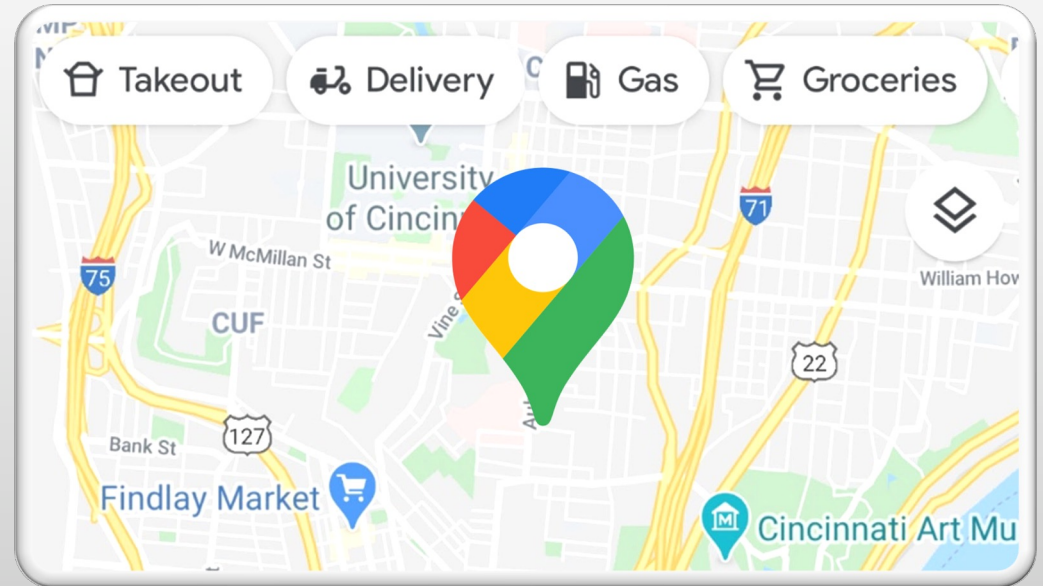 Takeout
Delivery
Gas
Groceries
University
of Cincin
71
W McMillan St
75
William How
CUF
Vine S
22
127
Bank St
Findlay Market
Cincinnati Art Mu